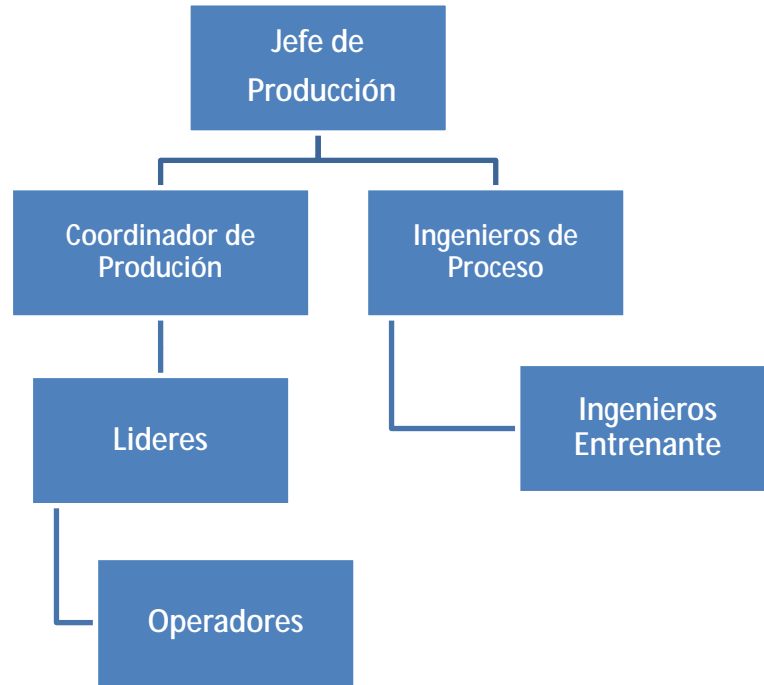 Jefe de
Producción
Coordinador de
Produción
Ingenieros de
Proceso
Lideres
Ingenieros
Entrenante
Operadores